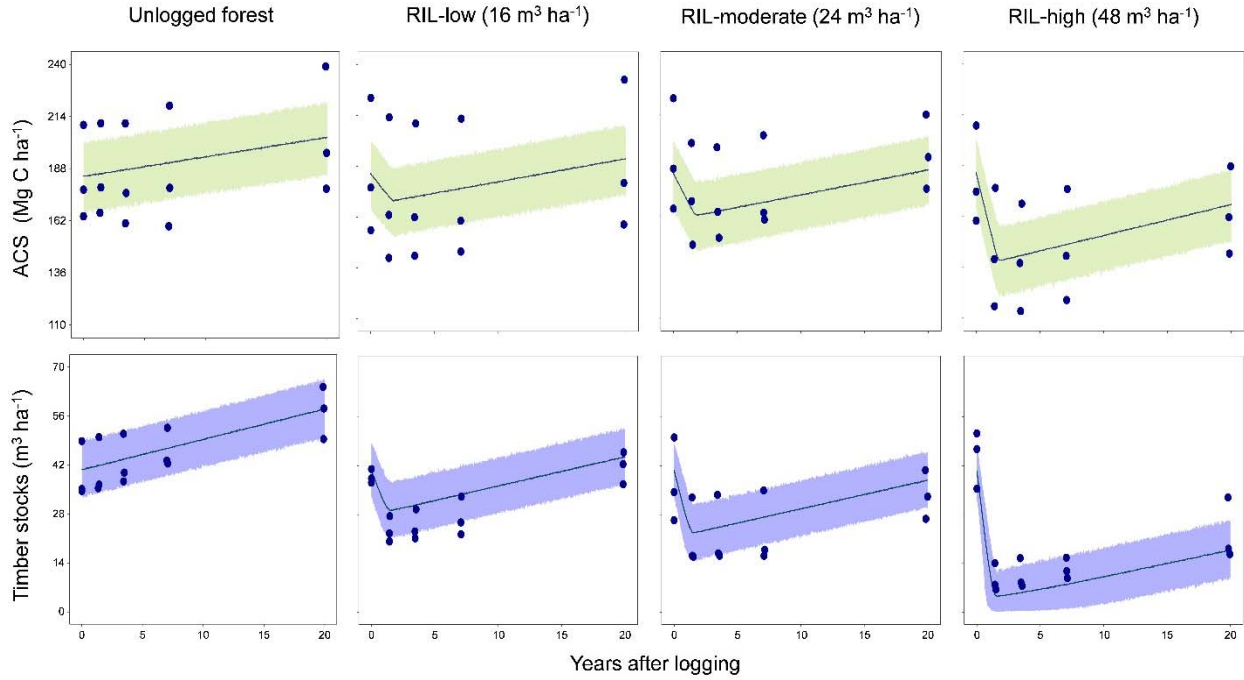 Unlogged forest
RIL-low (16 m³ ha⁻¹)
RIL-moderate (24 m³ ha⁻¹)
RIL-high (48 m³ ha⁻¹)
ACS (Mg C ha⁻¹)
240
214
188
162
136
110
Timber stocks (m³ ha⁻¹)
70
56
42
28
14
0
0 5 10 15 20
0 5 10 15 20
0 5 10 15 20
0 5 10 15 20
Years after logging